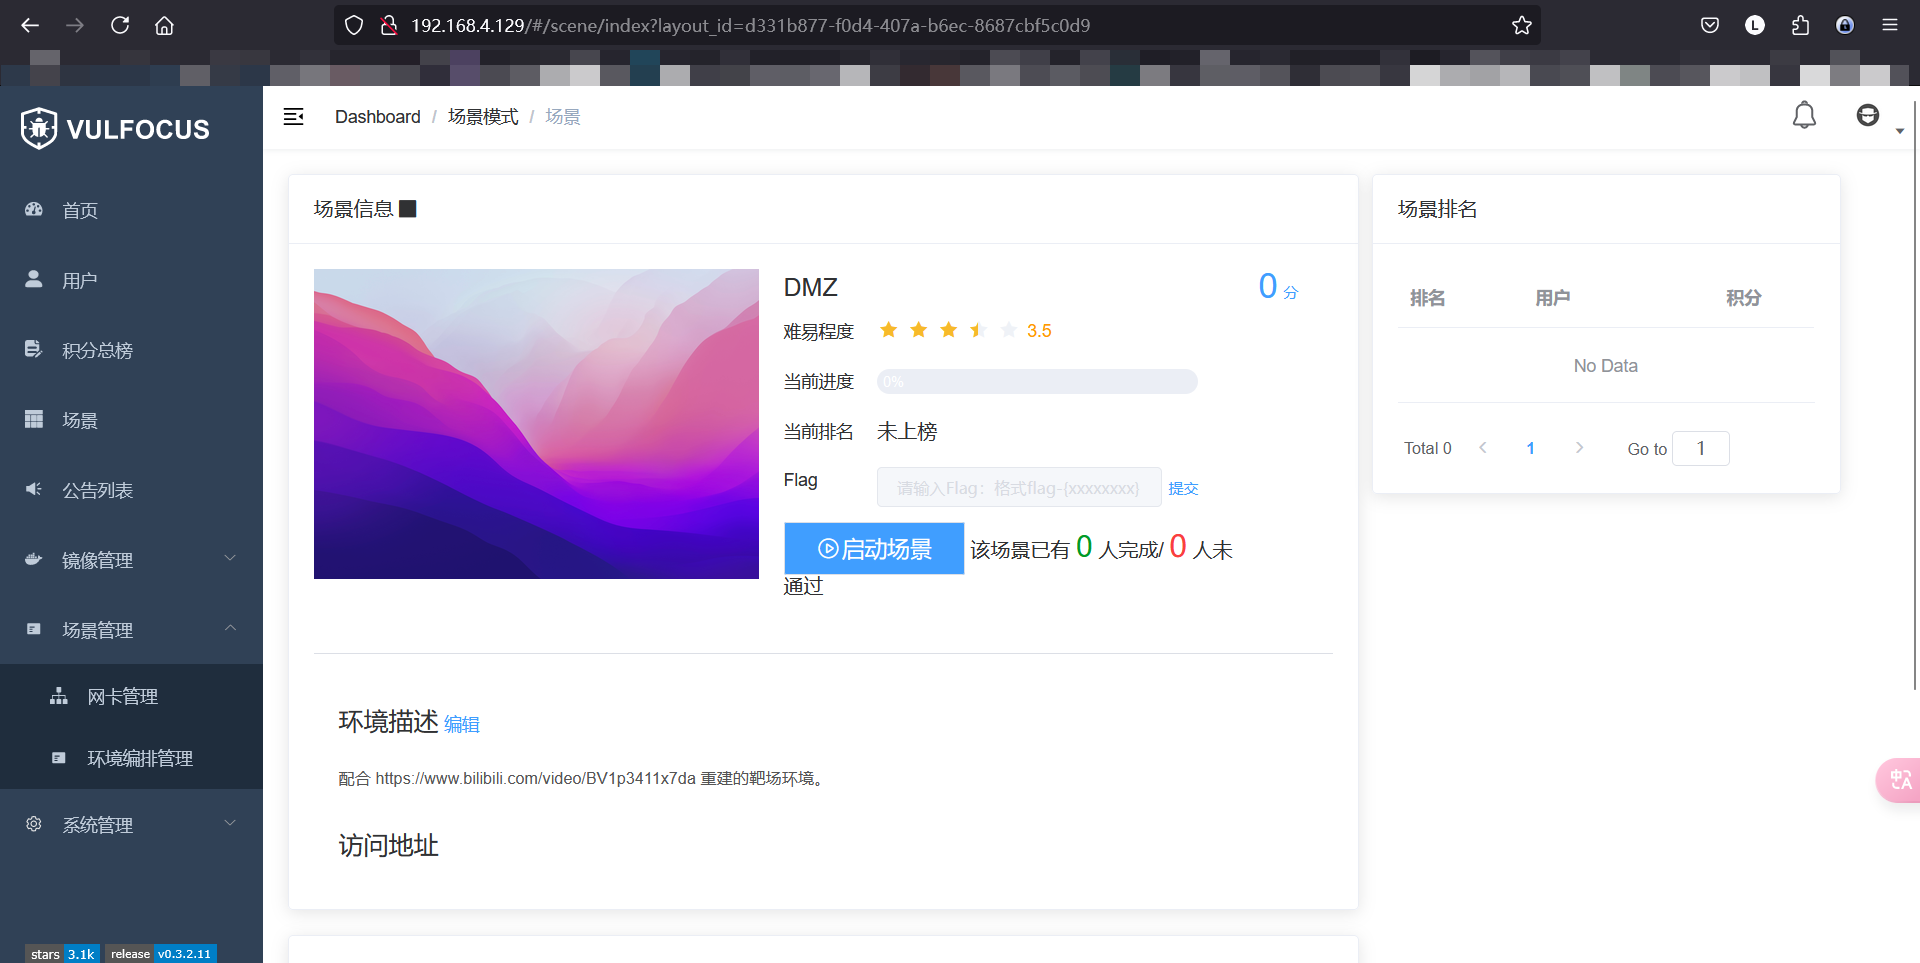 192.168.4.129/#/scene/index?layout_id=d331b877-f0d4-407a-b6ec-8687cbf5c0d9
L
VULFOCUS
Dashboard / 场景模式 / 场景
首页
用户
积分总榜
场景
公告列表
镜像管理
场景管理
网卡管理
环境编排管理
系统管理
stars 3.1k release v0.3.2.11
场景信息
DMZ
0 分
难易程度 3.5
当前进度 0%
当前排名 未上榜
Flag 请输入Flag：格式flag-{xxxxxxxx} 提交
启动场景 该场景已有 0 人完成/ 0 人未
通过
环境描述 编辑
配合 https://www.bilibili.com/video/BV1p3411x7da 重建的靶场环境。
访问地址
场景排名
排名 用户 积分
No Data
Total 0 1 Go to 1
中A